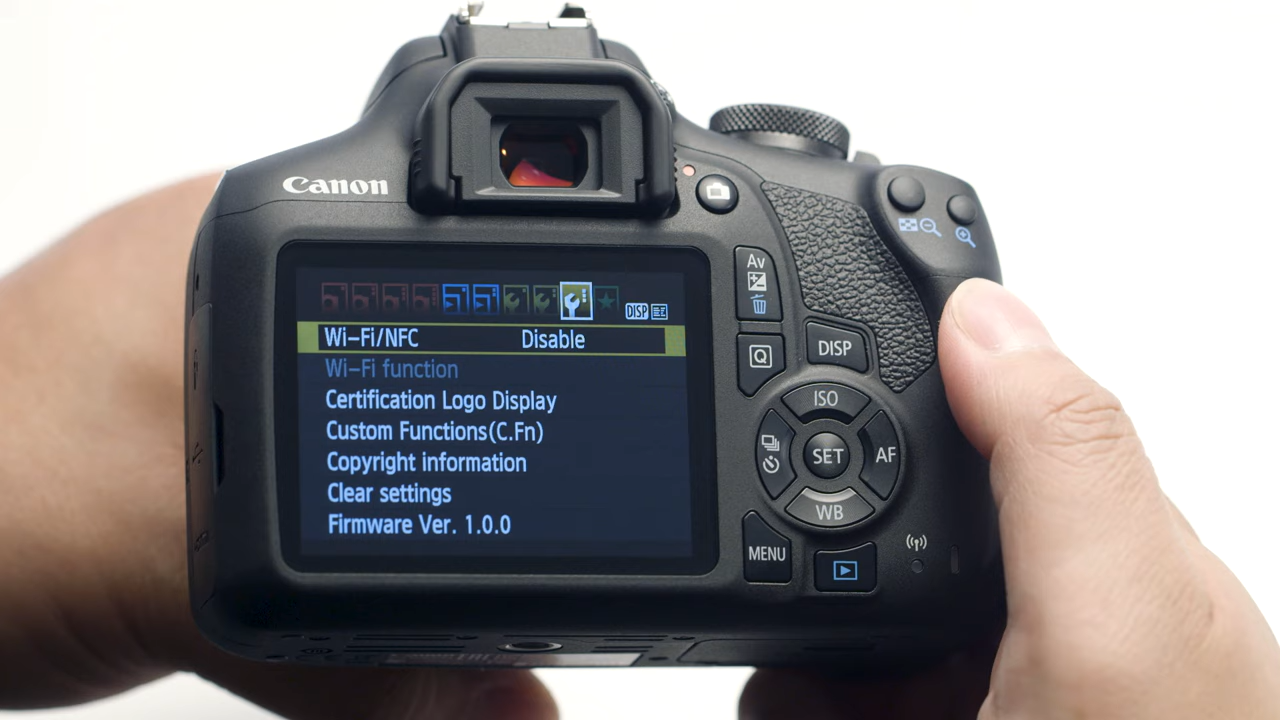 Canon
DISP
Wi-Fi/NFC Disable
Wi-Fi function
Certification Logo Display
Custom Functions(C.Fn)
Copyright information
Clear settings
Firmware Ver. 1.0.0
Av
Q
DISP
ISO
SET
AF
WB
MENU